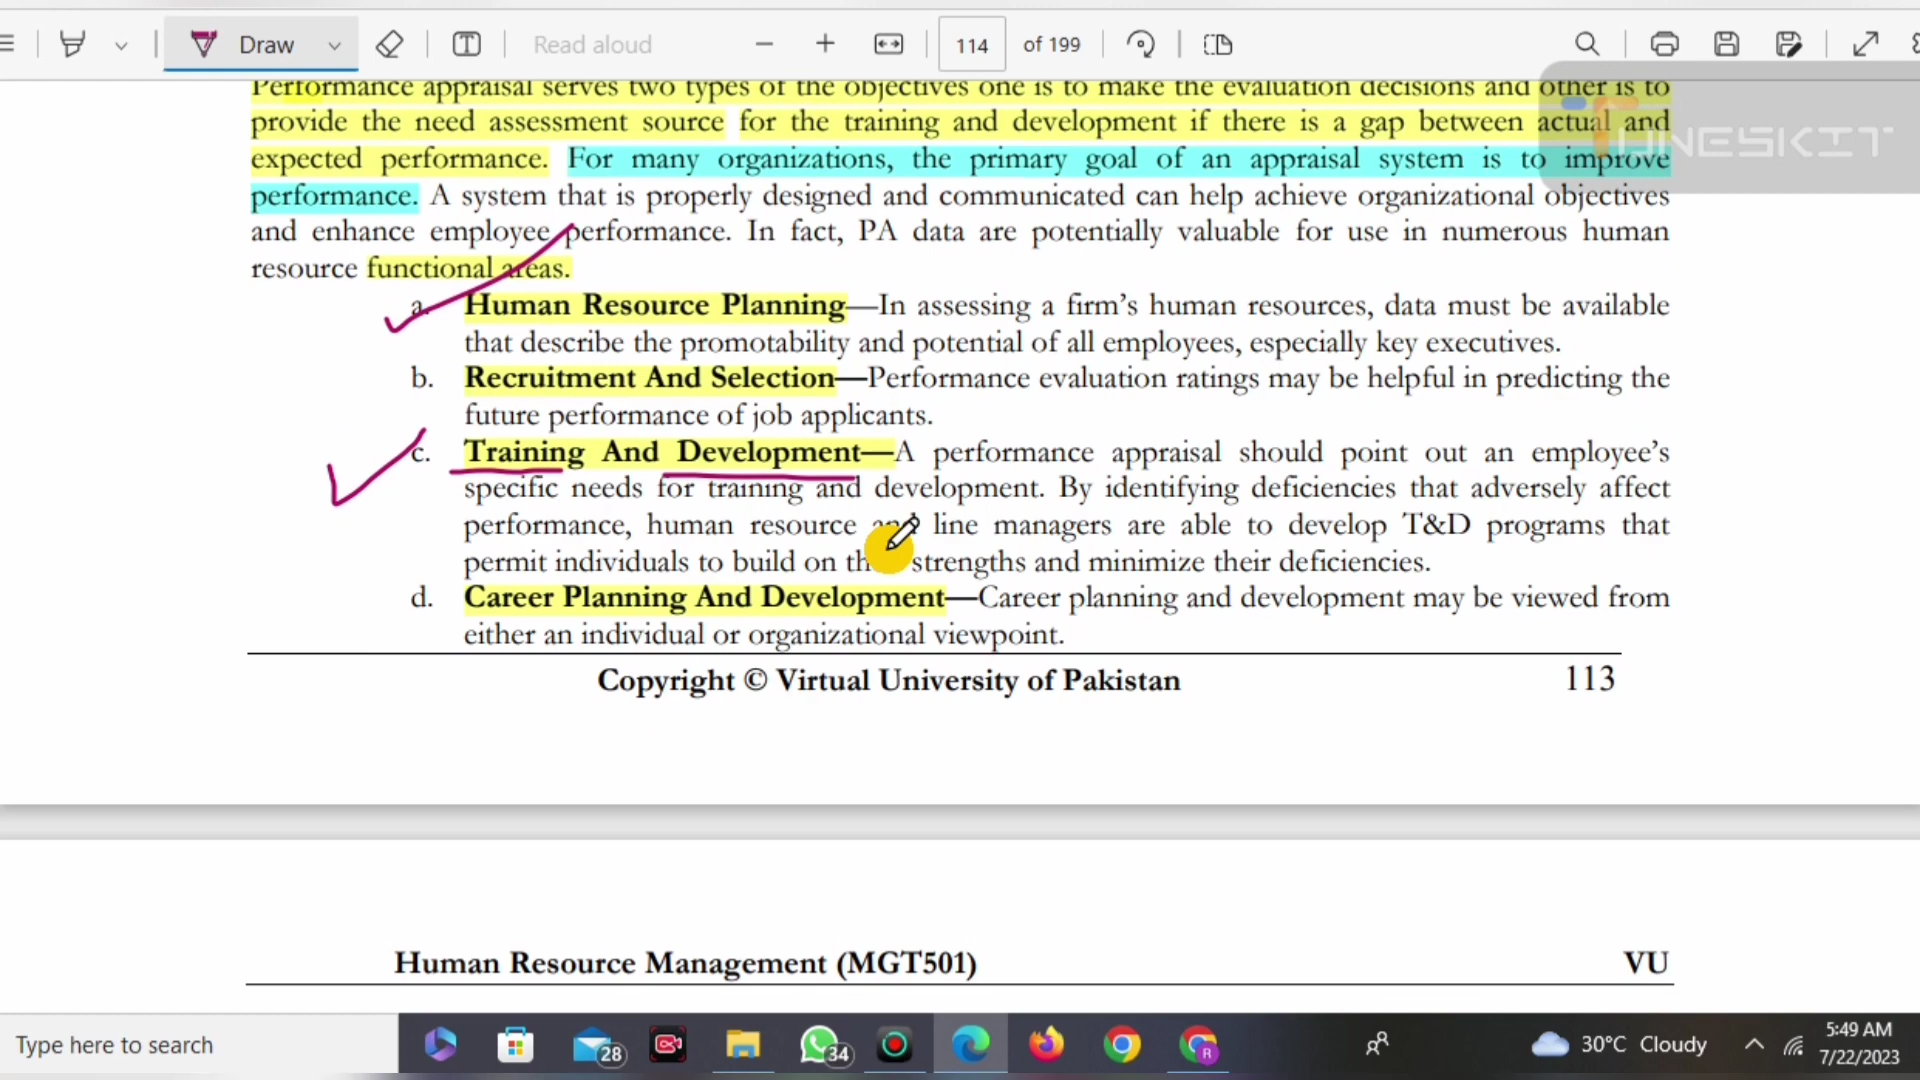 Draw
Read aloud
114 of 199
Performance appraisal serves two types of the objectives one is to make the evaluation decisions and other is to
provide the need assessment source for the training and development if there is a gap between actual and
expected performance. For many organizations, the primary goal of an appraisal system is to improve
performance. A system that is properly designed and communicated can help achieve organizational objectives
and enhance employee performance. In fact, PA data are potentially valuable for use in numerous human
resource functional areas.
a. Human Resource Planning—In assessing a firm's human resources, data must be available
that describe the promotability and potential of all employees, especially key executives.
b. Recruitment And Selection—Performance evaluation ratings may be helpful in predicting the
future performance of job applicants.
c. Training And Development—A performance appraisal should point out an employee's
specific needs for training and development. By identifying deficiencies that adversely affect
performance, human resource and line managers are able to develop T&D programs that
permit individuals to build on strengths and minimize their deficiencies.
d. Career Planning And Development—Career planning and development may be viewed from
either an individual or organizational viewpoint.
Copyright © Virtual University of Pakistan 113
Human Resource Management (MGT501) VU
Type here to search
28
34
R
30°C Cloudy
5:49 AM
7/22/2023